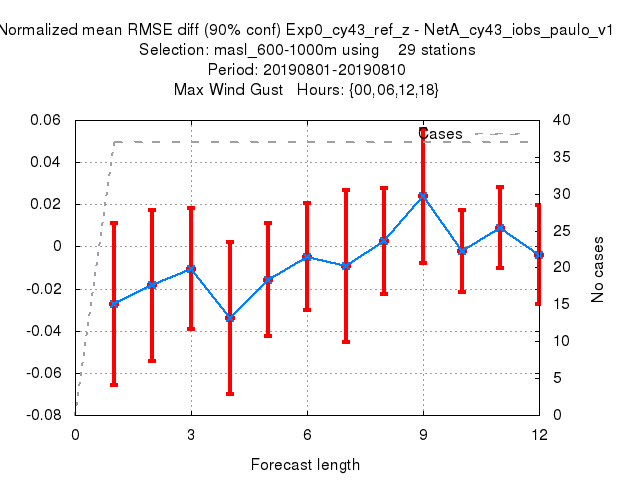 Normalized mean RMSE diff (90% conf) Exp0_cy43_ref_z - NetA_cy43_iobs_paulo_v1
Selection: masl_600-1000m using 29 stations
Period: 20190801-20190810
Max Wind Gust Hours: {00,06,12,18}
Cases
0.06
0.04
0.02
0
-0.02
-0.04
-0.06
-0.08
40
35
30
25
20
15
10
5
0
No cases
0 3 6 9 12
Forecast length